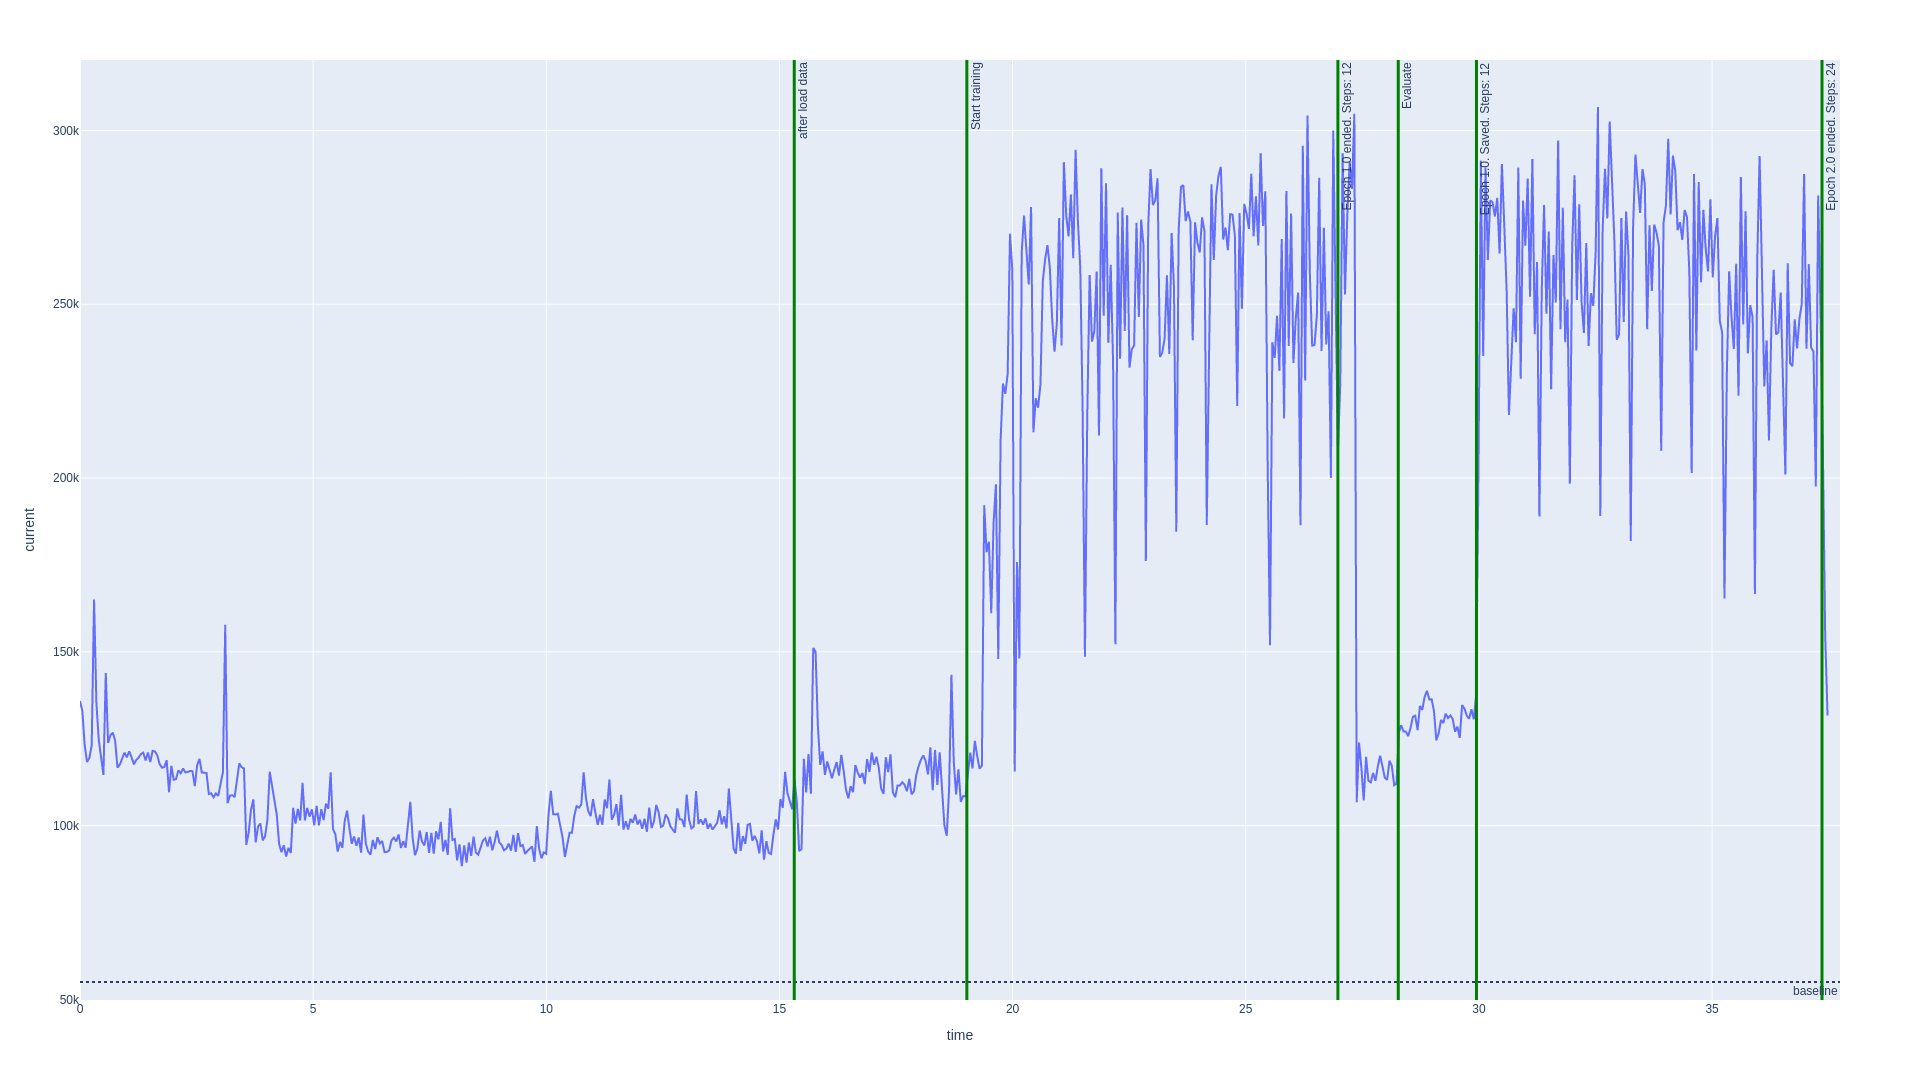 after load data
Start training
Epoch 1.0 ended. Steps: 12
Evaluate
Epoch 1.0. Saved. Steps: 12
Epoch 2.0 ended. Steps: 24
300k
250k
200k
150k
100k
50k
current
baseline
0 5 10 15 20 25 30 35
time